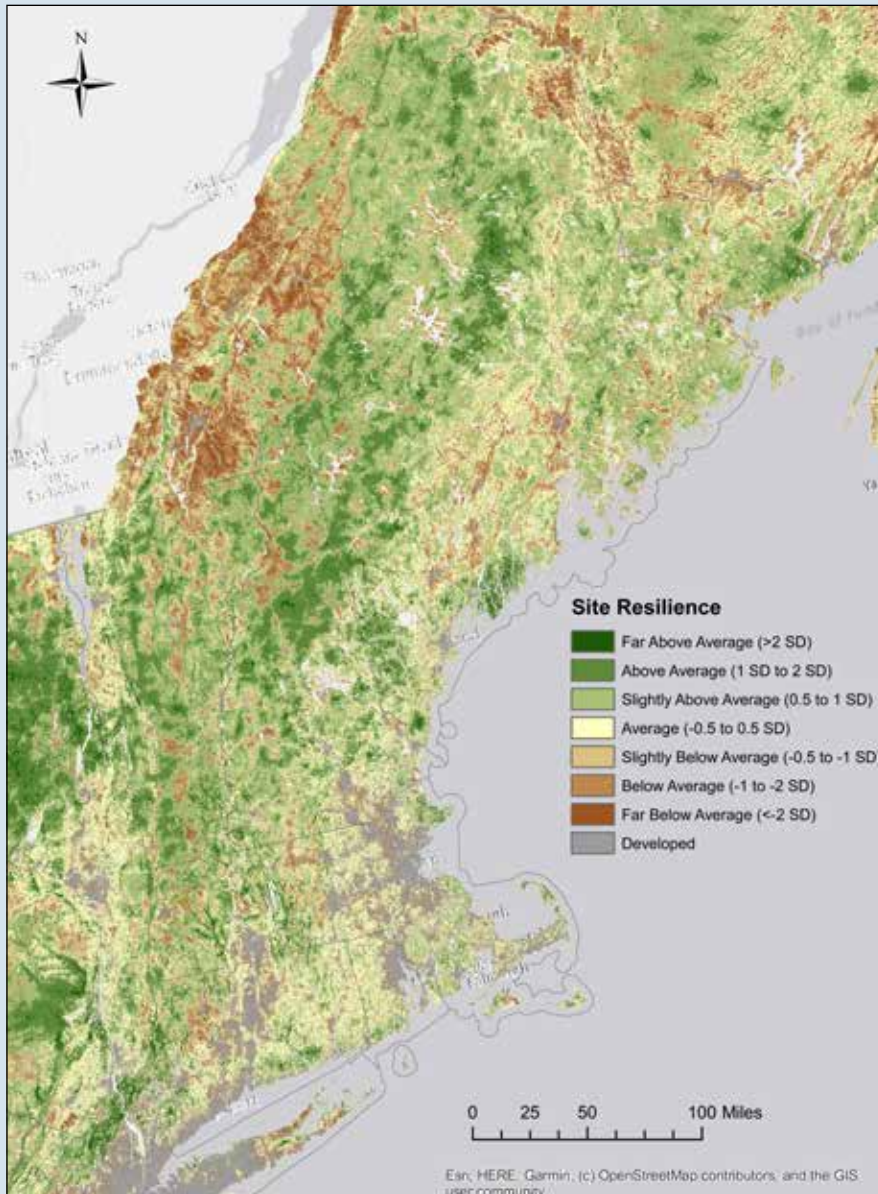 N
Site Resilience
Far Above Average (>2 SD)
Above Average (1 SD to 2 SD)
Slightly Above Average (0.5 to 1 SD)
Average (-0.5 to 0.5 SD)
Slightly Below Average (-0.5 to -1 SD)
Below Average (-1 to -2 SD)
Far Below Average (<-2 SD)
Developed
0 25 50 100 Miles
Esri, HERE, Garmin, (c) OpenStreetMap contributors, and the GIS
user community